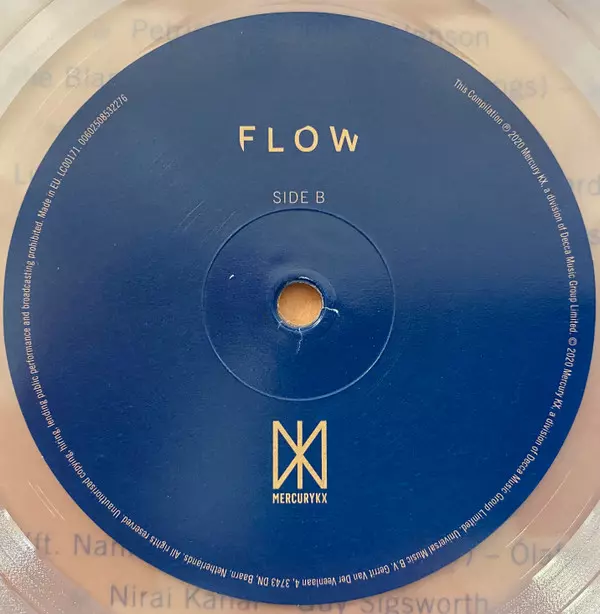 FLOW
SIDE B
MERCURYKX
This Compilation ℗ 2020 Mercury KX, a division of Decca Music Group Limited. © 2020 Mercury KX, a division of Decca Music Group Limited. Universal Music B.V. Gerrit Van Der Veenlaan 4, 3743 DN, Baarn, Netherlands. All rights reserved. Unauthorised copying, hiring, lending public performance and broadcasting prohibited. Made in EU. LC00171. 00602508532276
Nirai Kanai Guy Sigsworth